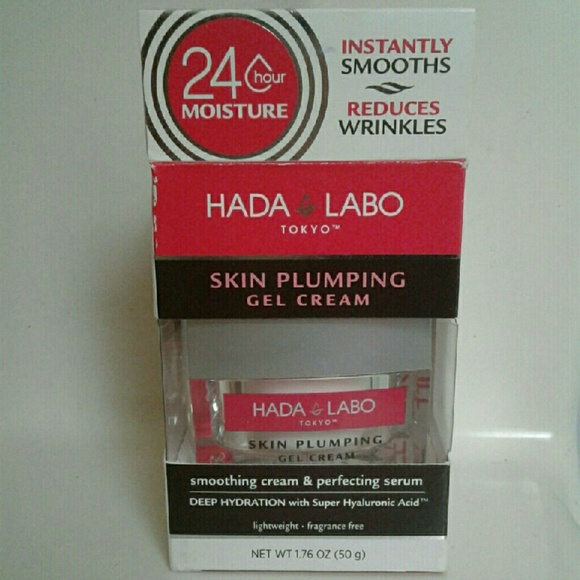 24 hour
MOISTURE
INSTANTLY
SMOOTHS
REDUCES
WRINKLES
HADA LABO
TOKYO™
SKIN PLUMPING
GEL CREAM
HADA LABO
TOKYO™
SKIN PLUMPING
GEL CREAM
smoothing cream & perfecting serum
DEEP HYDRATION with Super Hyaluronic Acid™
lightweight - fragrance free
NET WT 1.76 OZ (50 g)